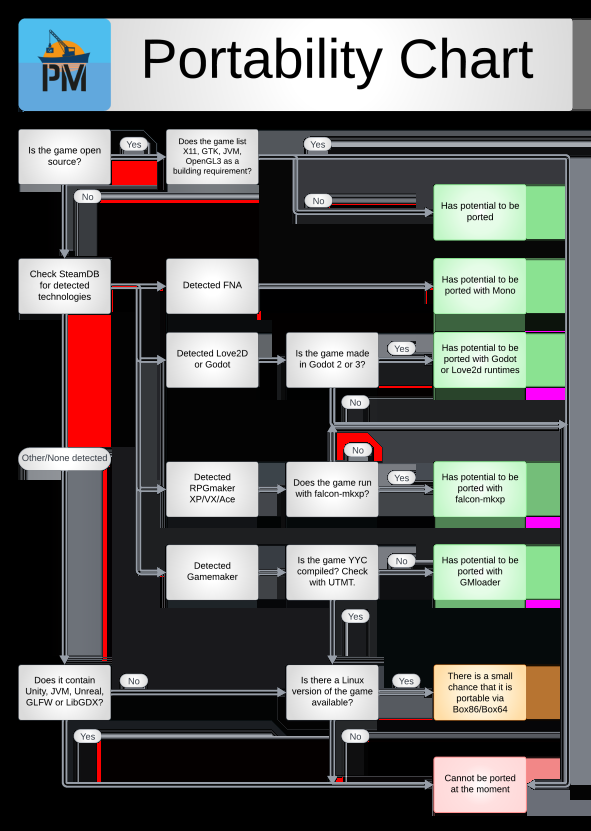 PM
Portability Chart
Is the game open
source?
Yes
Does the game list
X11, GTK, JVM,
OpenGL3 as a
building requirement?
Yes
No
No
Has potential to be
ported
Check SteamDB
for detected
technologies
Detected FNA
Has potential to be
ported with Mono
Detected Love2D
or Godot
Is the game made
in Godot 2 or 3?
Yes
Has potential to be
ported with Godot
or Love2d runtimes
No
Other/None detected
No
Detected
RPGmaker
XP/VX/Ace
Does the game run
with falcon-mkxp?
Yes
Has potential to be
ported with
falcon-mkxp
Detected
Gamemaker
Is the game YYC
compiled? Check
with UTMT.
No
Has potential to be
ported with
GMloader
Yes
Does it contain
Unity, JVM, Unreal,
GLFW or LibGDX?
No
Is there a Linux
version of the game
available?
Yes
There is a small
chance that it is
portable via
Box86/Box64
Yes
No
Cannot be ported
at the moment